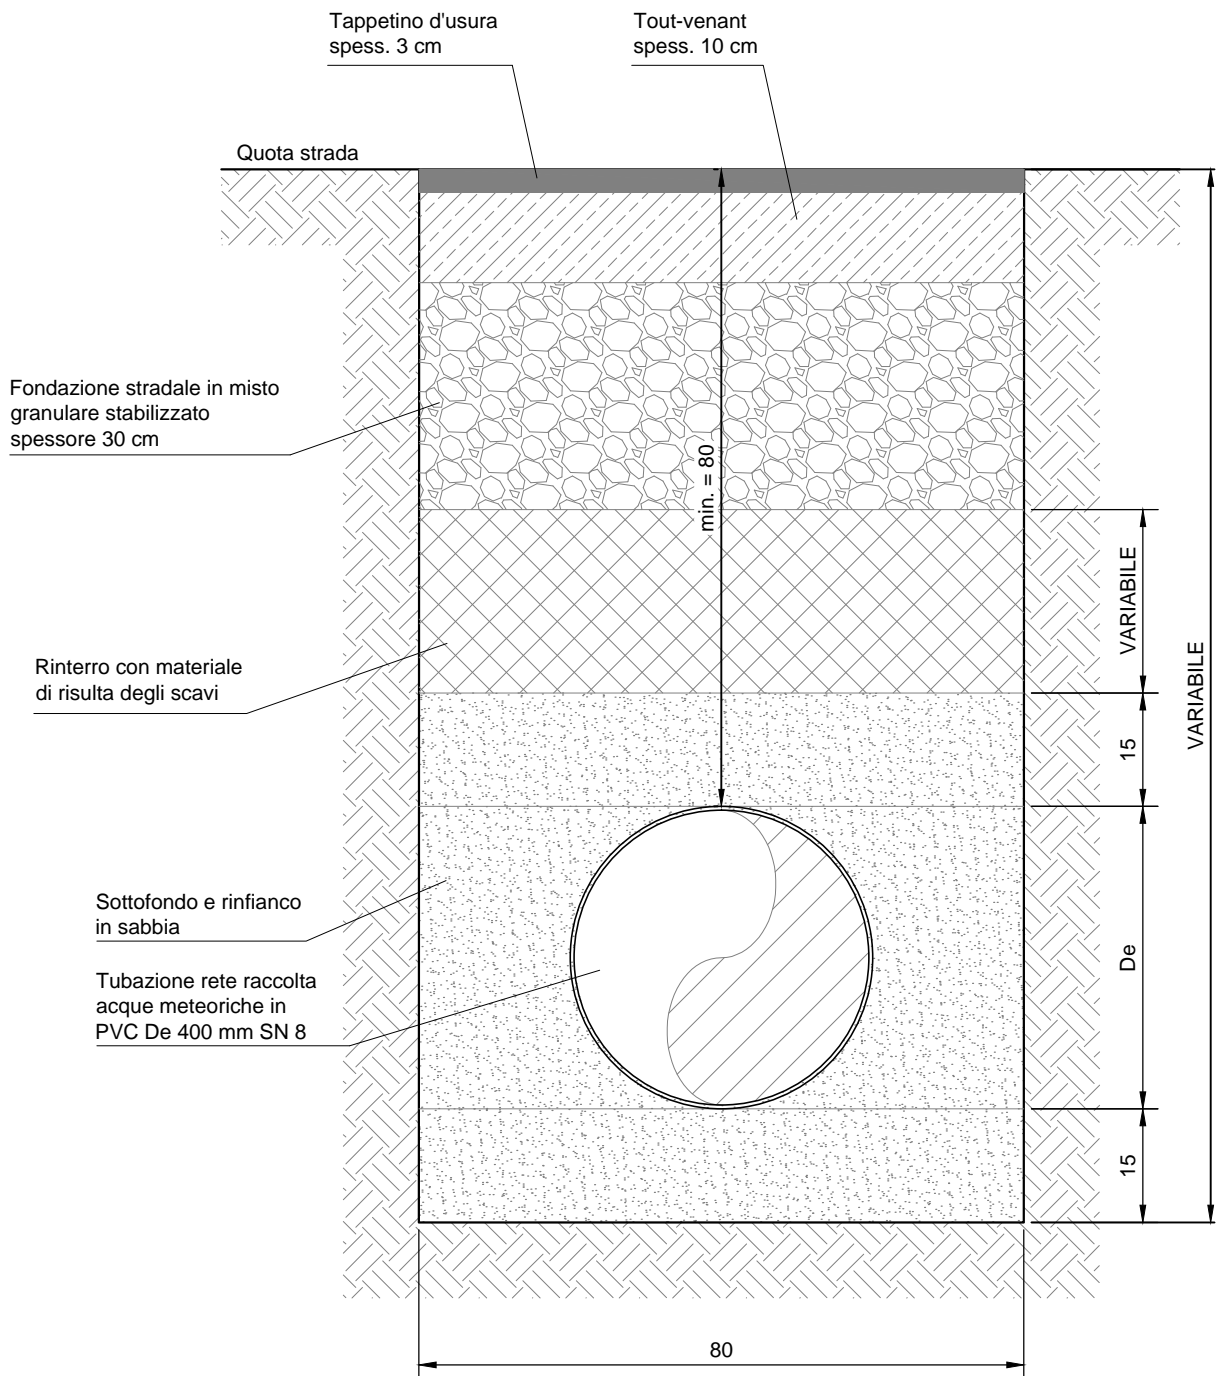 Tappetino d'usura
spess. 3 cm
Tout-venant
spess. 10 cm
Quota strada
Fondazione stradale in misto
granulare stabilizzato
spessore 30 cm
min. = 80
VARIABILE
Rinterro con materiale
di risulta degli scavi
VARIABILE
15
Sottofondo e rinfianco
in sabbia
De
Tubazione rete raccolta
acque meteoriche in
PVC De 400 mm SN 8
15
80